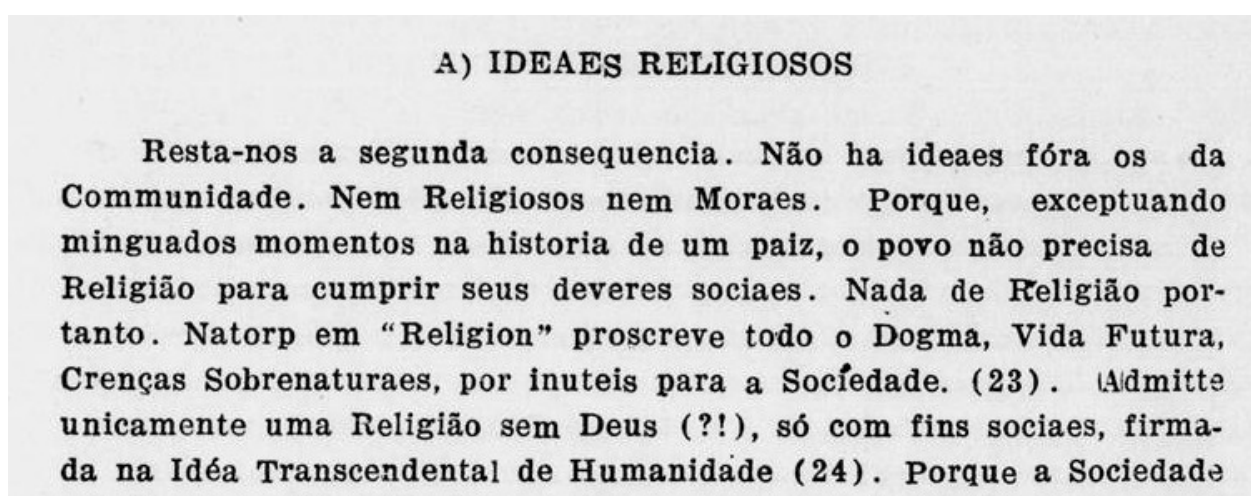 A) IDEAES RELIGIOSOS
Resta-nos a segunda consequencia. Não ha ideaes fóra os da
Communidade. Nem Religiosos nem Moraes. Porque, exceptuando
minguados momentos na historia de um paiz, o povo não precisa de
Religião para cumprir seus deveres sociaes. Nada de Religião por-
tanto. Natorp em “Religion” proscreve todo o Dogma, Vida Futura,
Crenças Sobrenaturaes, por inuteis para a Sociedade. (23). Admitte
unicamente uma Religião sem Deus (?!), só com fins sociaes, firma-
da na Idéa Transcendental de Humanidade (24). Porque a Sociedade